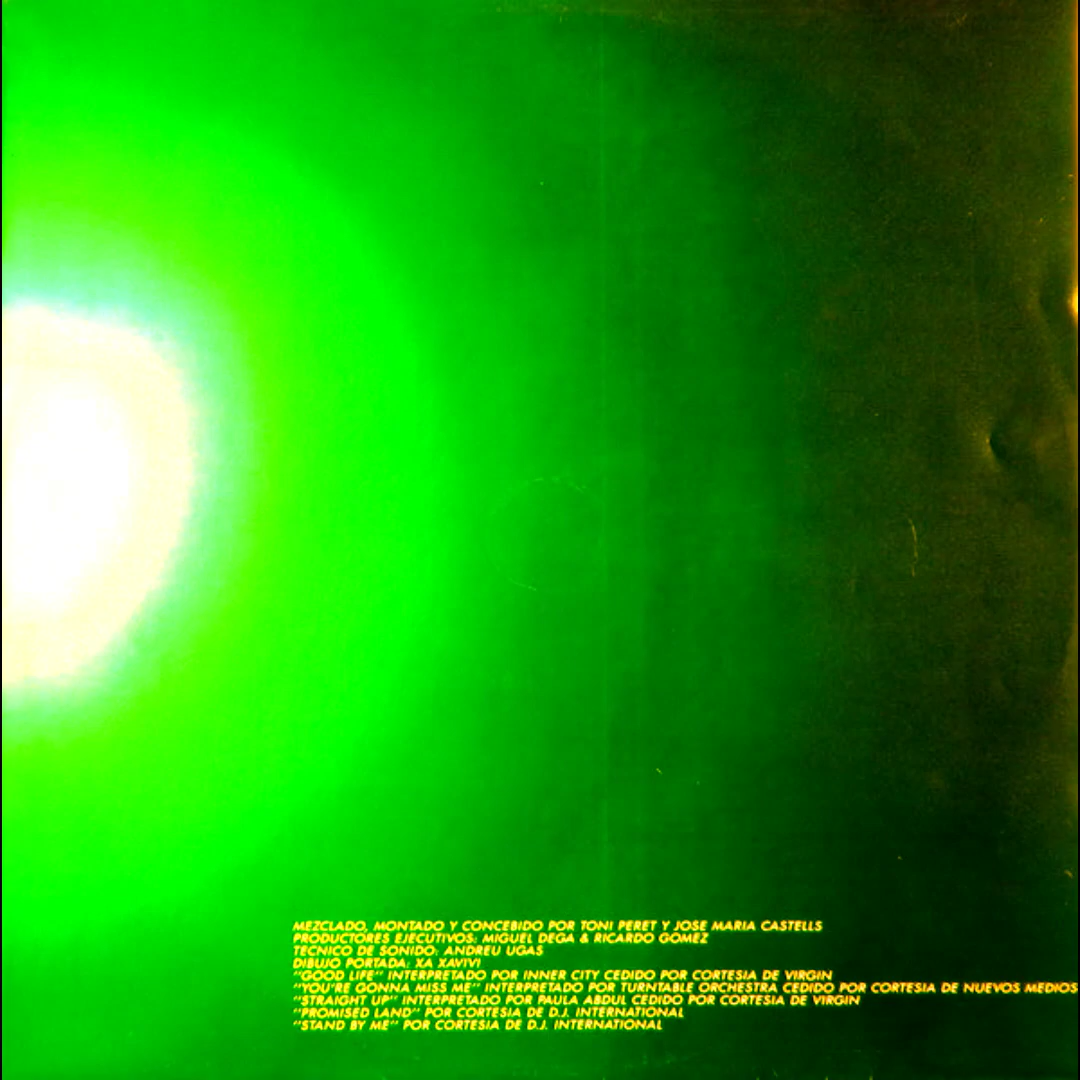 MEZCLADO, MONTADO Y CONCEBIDO POR TONI PERET Y JOSE MARIA CASTELLS
PRODUCTORES EJECUTIVOS: MIGUEL DEGA & RICARDO GOMEZ
TECNICO DE SONIDO: ANDREU UGAS
DIBUJO PORTADA: XA XAVIVI
"GOOD LIFE" INTERPRETADO POR INNER CITY CEDIDO POR CORTESIA DE VIRGIN
"YOU'RE GONNA MISS ME" INTERPRETADO POR TURNTABLE ORCHESTRA CEDIDO POR CORTESIA DE NUEVOS MEDIOS
"STRAIGHT UP" INTERPRETADO POR PAULA ABDUL CEDIDO POR CORTESIA DE VIRGIN
"PROMISED LAND" POR CORTESIA DE D.J. INTERNATIONAL
"STAND BY ME" POR CORTESIA DE D.J. INTERNATIONAL